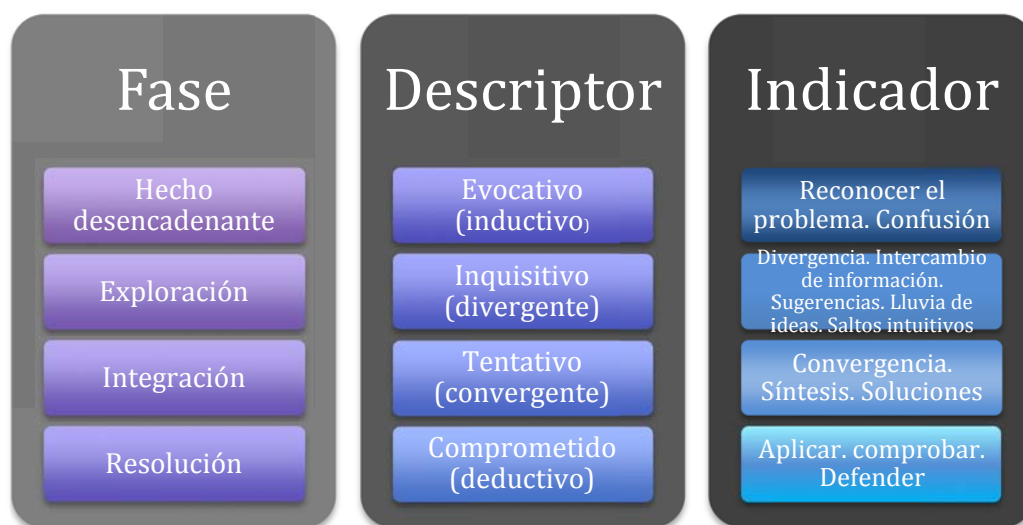 Fase
Hecho
desencadenante
Exploración
Integración
Resolución
Descriptor
Evocativo
(inductivo)
Inquisitivo
(divergente)
Tentativo
(convergente)
Comprometido
(deductivo)
Indicador
Reconocer el
problema. Confusión
Divergencia. Intercambio
de información.
Sugerencias. Lluvia de
ideas. Saltos intuitivos
Convergencia.
Síntesis. Soluciones
Aplicar. comprobar.
Defender